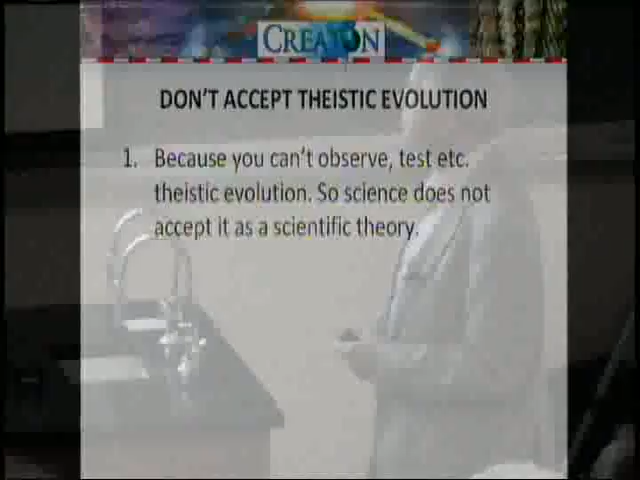 CREATION
DON'T ACCEPT THEISTIC EVOLUTION
1. Because you can't observe, test etc.
theistic evolution. So science does not
accept it as a scientific theory.